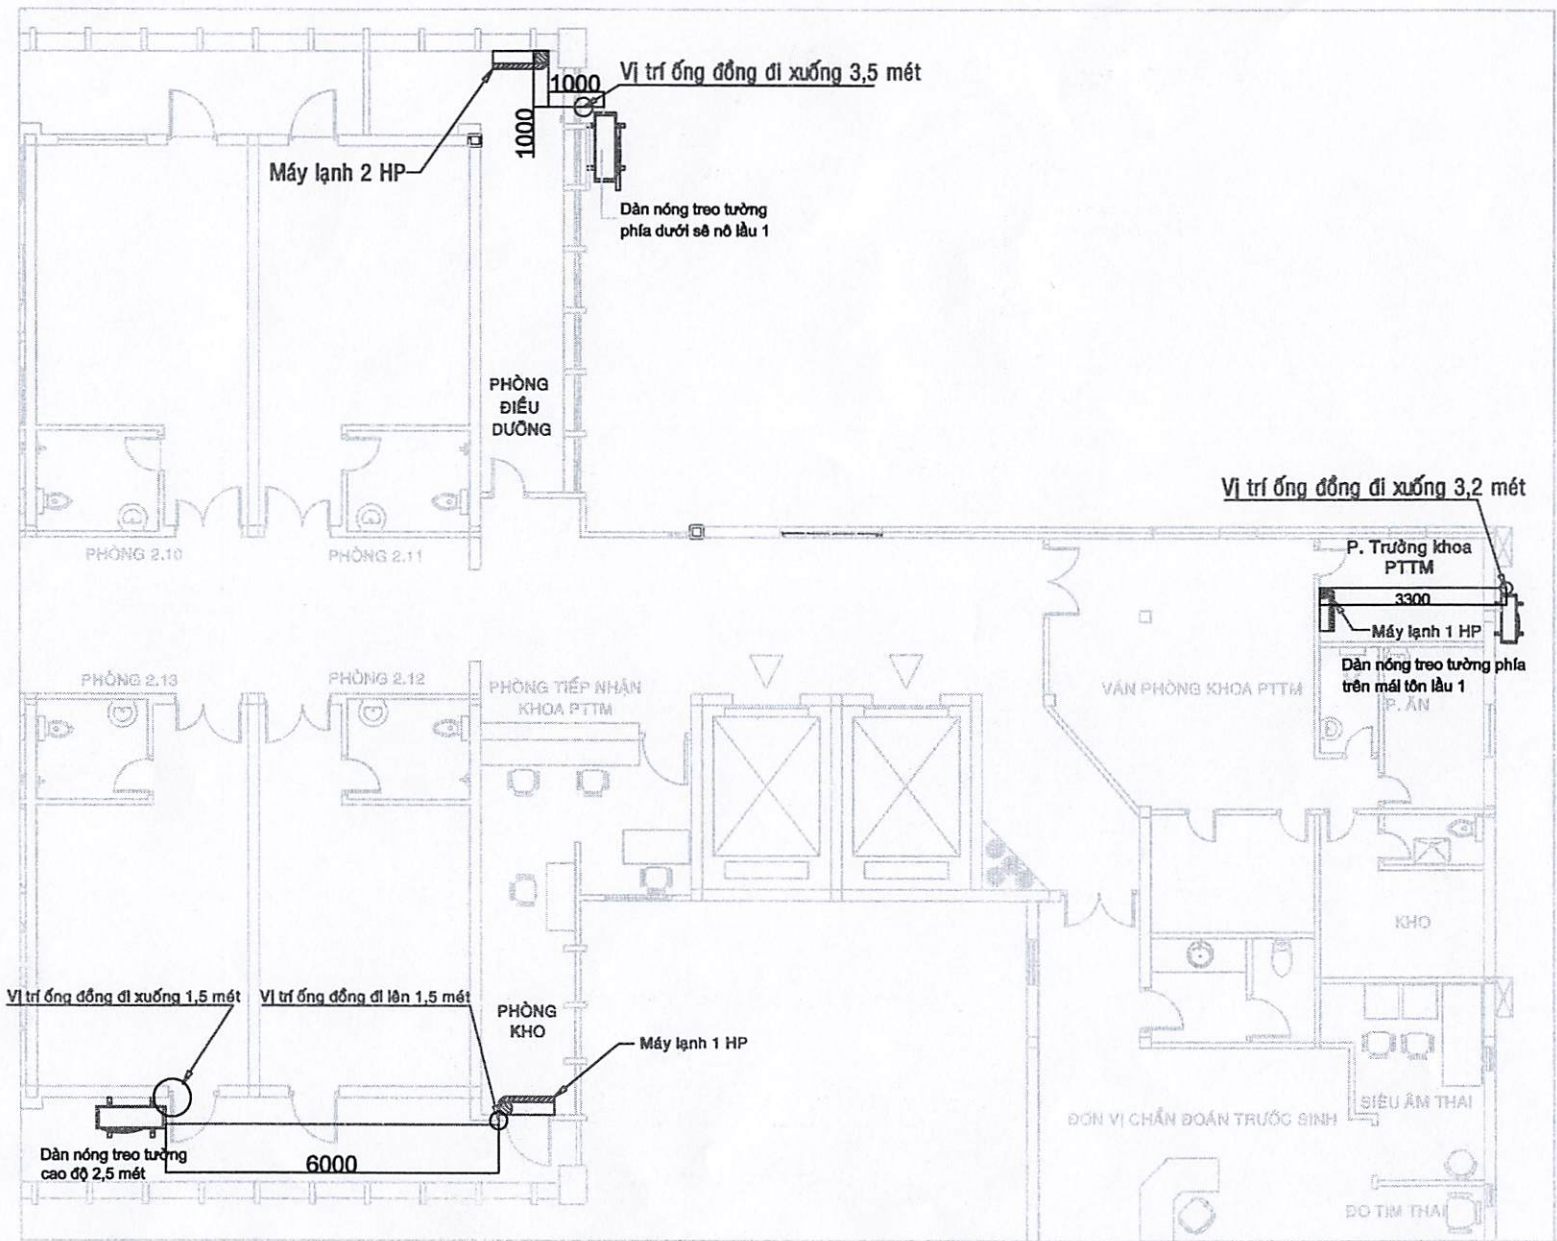 1000
Vị trí ống đồng đi xuống 3,5 mét
1000
Máy lạnh 2 HP
Dàn nóng treo tường
phía dưới sê nô lầu 1
PHÒNG
ĐIỀU
DƯỠNG
Vị trí ống đồng đi xuống 3,2 mét
PHÒNG 2.10
PHÒNG 2.11
P. Trưởng khoa
PTTM
3300
Máy lạnh 1 HP
Dàn nóng treo tường phía
trên mái tôn lầu 1
PHÒNG 2.13
PHÒNG 2.12
PHÒNG TIẾP NHẬN
KHOA PTTM
VĂN PHÒNG KHOA PTTM
P. ĂN
KHO
Vị trí ống đồng đi xuống 1,5 mét
Vị trí ống đồng đi lên 1,5 mét
PHÒNG
KHO
Máy lạnh 1 HP
SIÊU ÂM THAI
ĐƠN VỊ CHẨN ĐOÁN TRƯỚC SINH
Dàn nóng treo tường
cao độ 2,5 mét
6000
ĐO TIM THAI